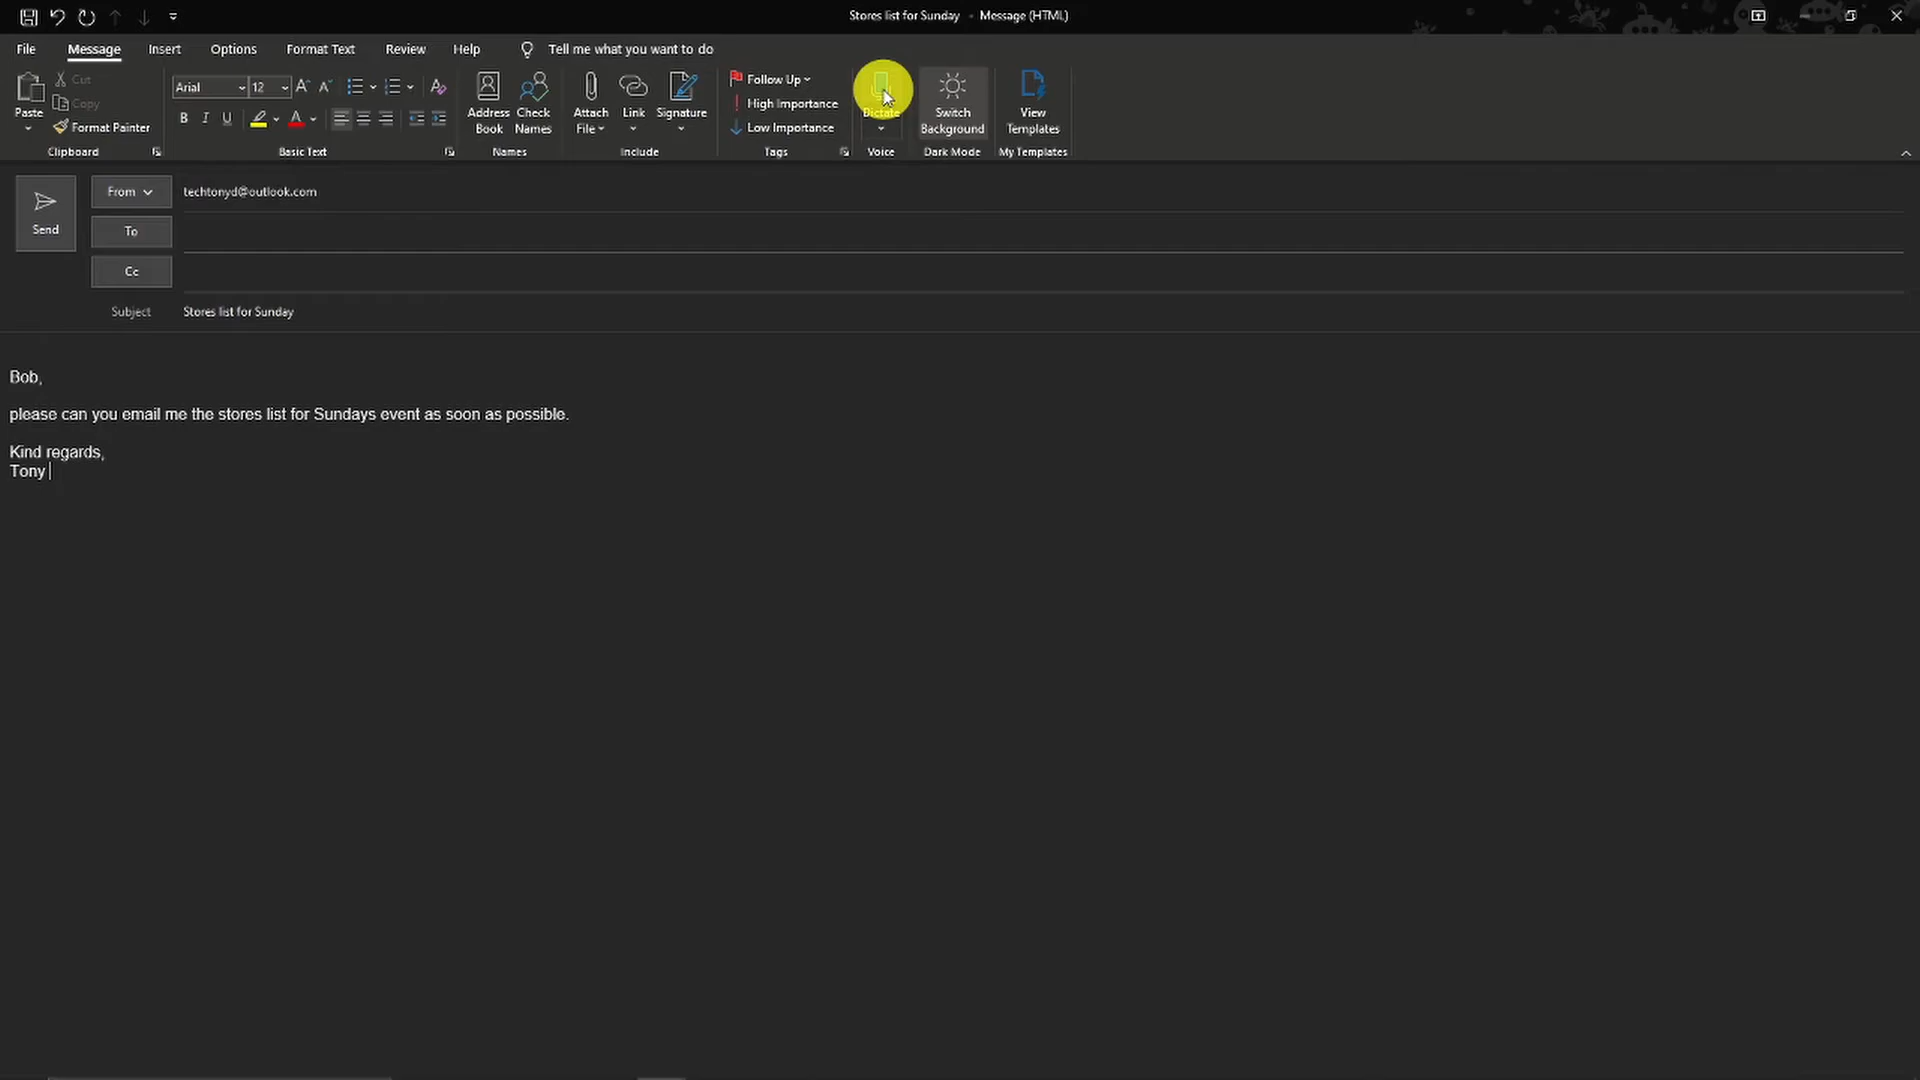 Stores list for Sunday - Message (HTML)
File Message Insert Options Format Text Review Help Tell me what you want to do
Paste
Cut
Copy
Format Painter
Clipboard
Arial 12
B I U A
Basic Text
Address Book
Check Names
Names
Attach File
Link
Signature
Include
Follow Up
High Importance
Low Importance
Tags
Dictate
Voice
Switch Background
Dark Mode
View Templates
My Templates
Send
From techtonyd@outlook.com
To
Cc
Subject Stores list for Sunday
Bob,
please can you email me the stores list for Sundays event as soon as possible.
Kind regards,
Tony